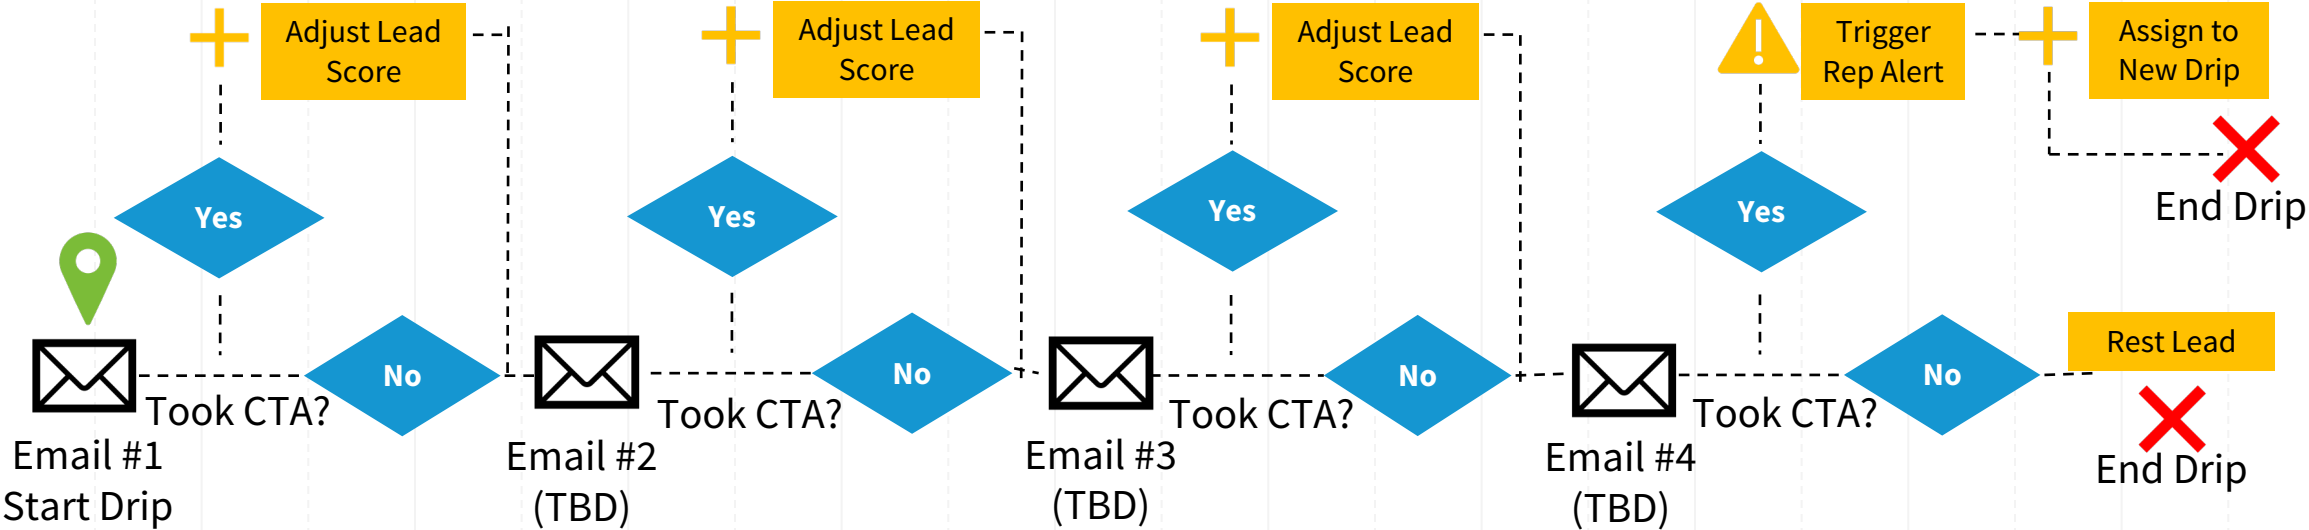 Adjust Lead
Score
Adjust Lead
Score
Adjust Lead
Score
Trigger
Rep Alert
Assign to
New Drip
Yes
Yes
Yes
Yes
End Drip
No
No
No
No
Rest Lead
Took CTA?
Took CTA?
Took CTA?
Took CTA?
Email #1
Start Drip
Email #2
(TBD)
Email #3
(TBD)
Email #4
(TBD)
End Drip